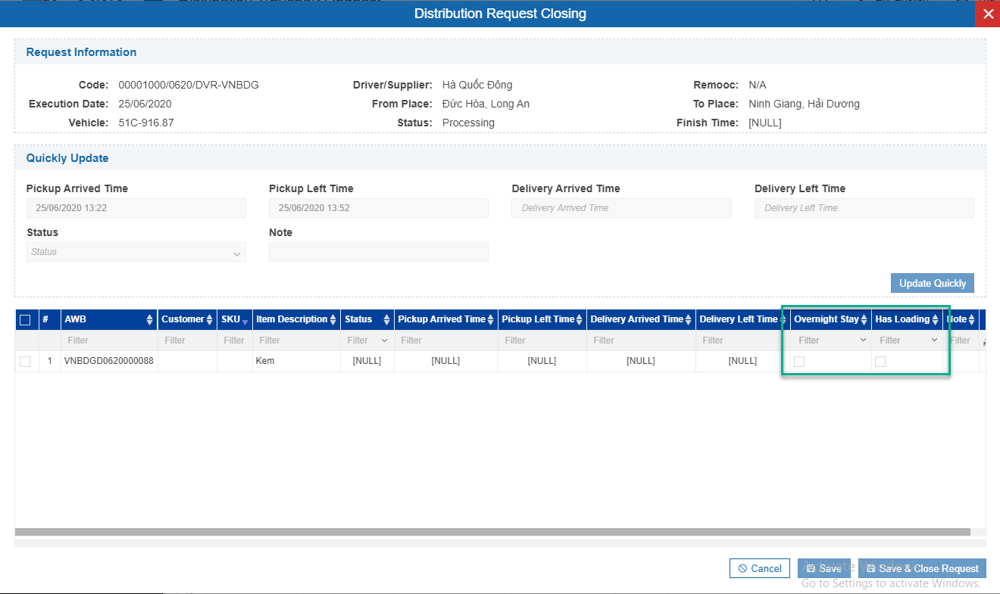 Distribution Request Closing
Request Information
Code: 00001000/0620/DVR-VNBDG Driver/Supplier: Hà Quốc Đông Remooc: N/A
Execution Date: 25/06/2020 From Place: Đức Hòa, Long An To Place: Ninh Giang, Hải Dương
Vehicle: 51C-916.87 Status: Processing Finish Time: [NULL]
Quickly Update
Pickup Arrived Time Pickup Left Time Delivery Arrived Time Delivery Left Time
25/06/2020 13:22 25/06/2020 13:52 Delivery Arrived Time Delivery Left Time
Status Note
Status
Update Quickly
# AWB Customer SKU Item Description Status Pickup Arrived Time Pickup Left Time Delivery Arrived Time Delivery Left Time Overnight Stay Has Loading Note
Filter Filter Filter Filter Filter Filter Filter Filter Filter Filter Filter Filter
1 VNBDGD0620000088 Kem [NULL] [NULL] [NULL] [NULL] [NULL]
Cancel Save Save & Close Request
Activate Windows
Go to Settings to activate Windows.